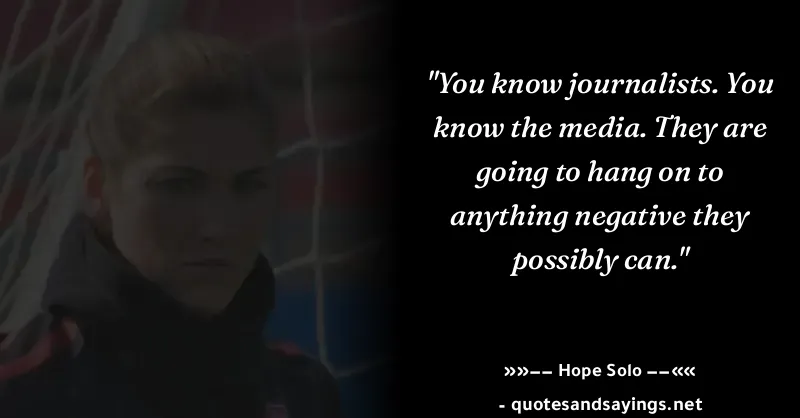 "You know journalists. You
know the media. They are
going to hang on to
anything negative they
possibly can."
»»–– Hope Solo ––««
- quotesandsayings.net